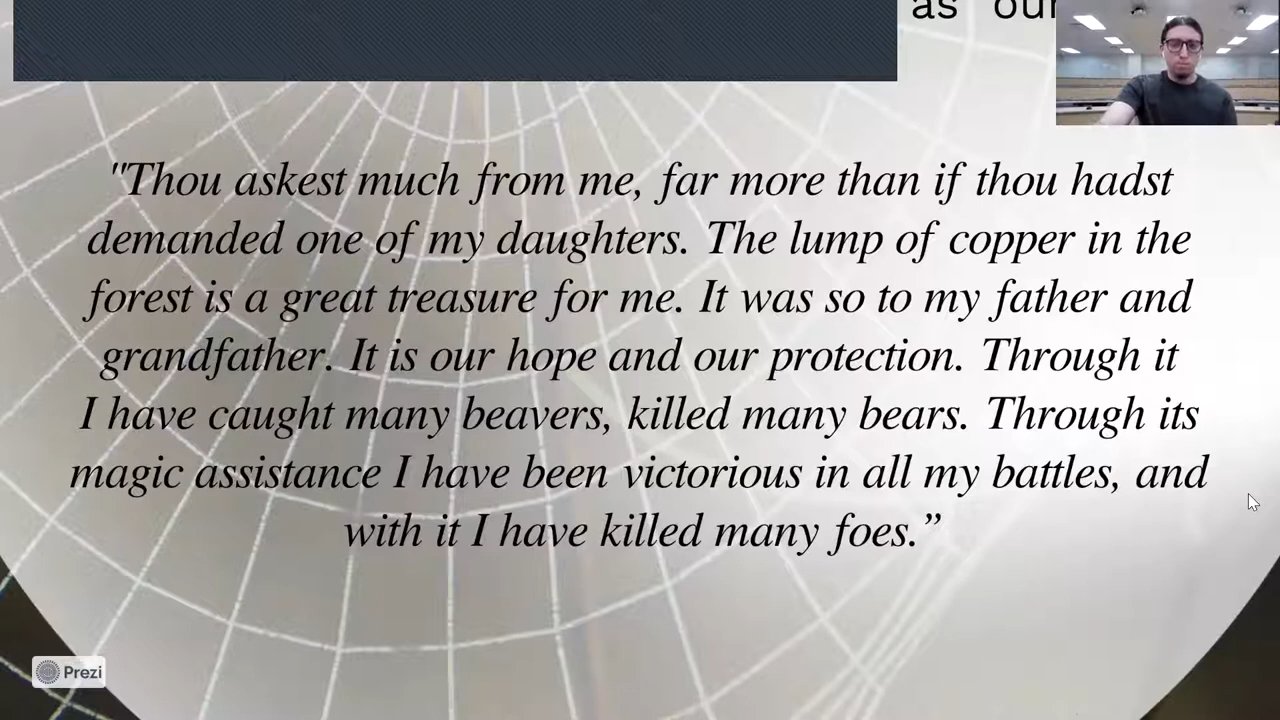 as our
"Thou askest much from me, far more than if thou hadst
demanded one of my daughters. The lump of copper in the
forest is a great treasure for me. It was so to my father and
grandfather. It is our hope and our protection. Through it
I have caught many beavers, killed many bears. Through its
magic assistance I have been victorious in all my battles, and
with it I have killed many foes.”
Prezi